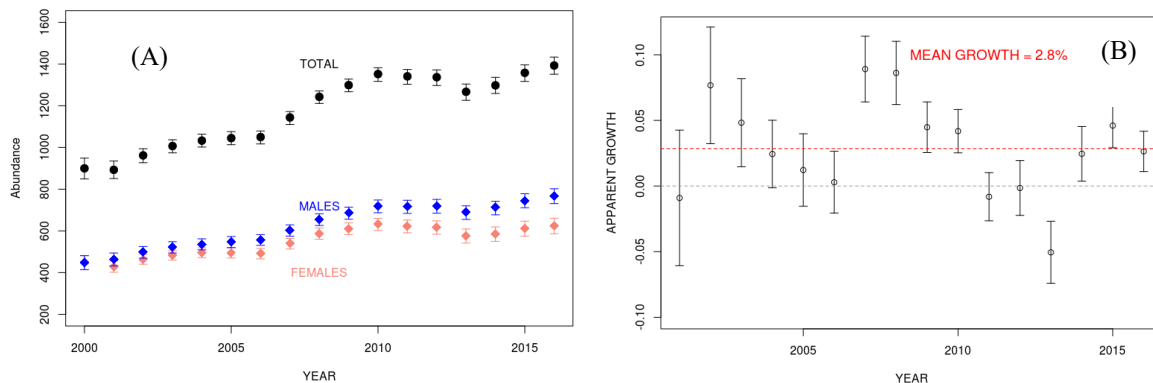 (A)
TOTAL
MALES
FEMALES
Abundance
1600
1400
1200
1000
800
600
400
200
2000
2005
2010
2015
YEAR
(B)
MEAN GROWTH = 2.8%
APPARENT GROWTH
0.10
0.05
0.00
-0.05
-0.10
2005
2010
2015
YEAR